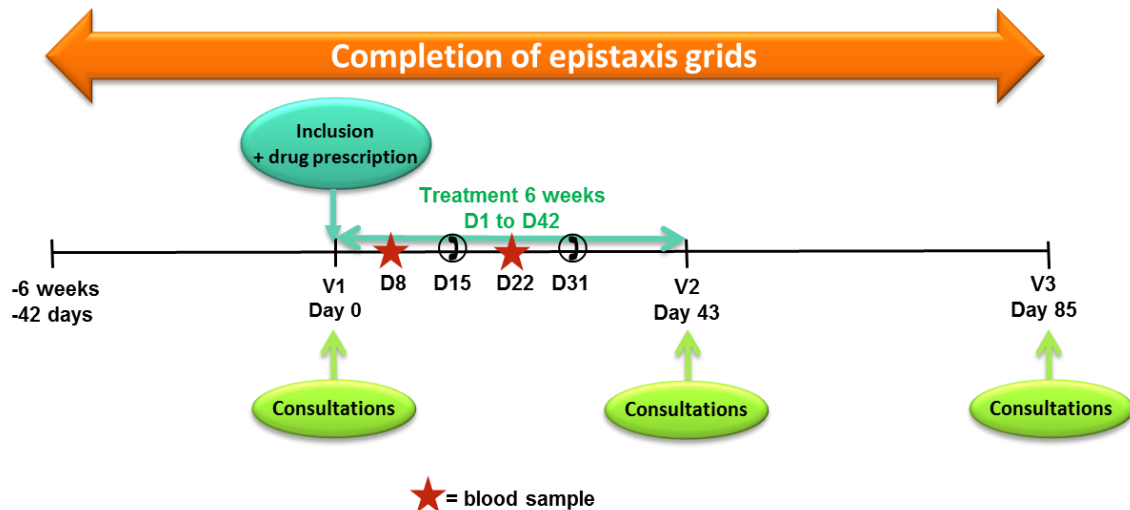 Completion of epistaxis grids
Inclusion
+ drug prescription
Treatment 6 weeks
D1 to D42
-6 weeks
-42 days
V1
Day 0
D8
D15
D22
D31
V2
Day 43
V3
Day 85
Consultations
Consultations
Consultations
= blood sample